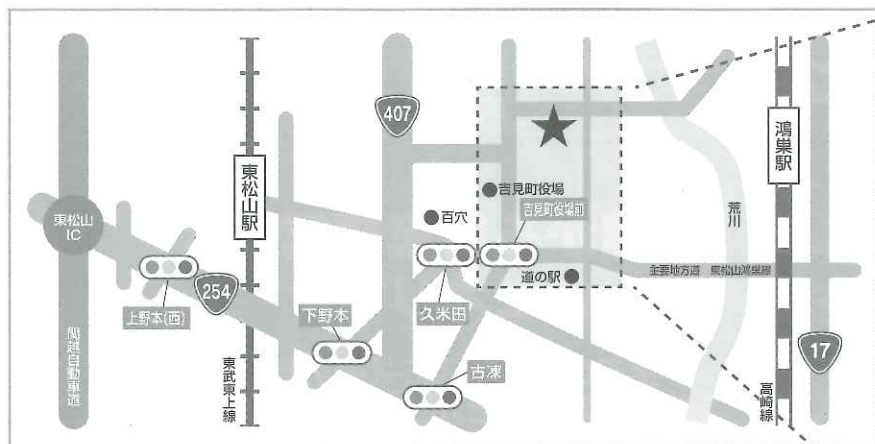 407
鴻巣駅
東松山駅
吉見町役場
百穴
吉見町役場前
荒川
東松山
IC
主要地方道 東松山鴻巣線
道の駅
254
上野本(西)
下野本
久米田
関越自動車道
17
古凍
東武東上線
高崎線